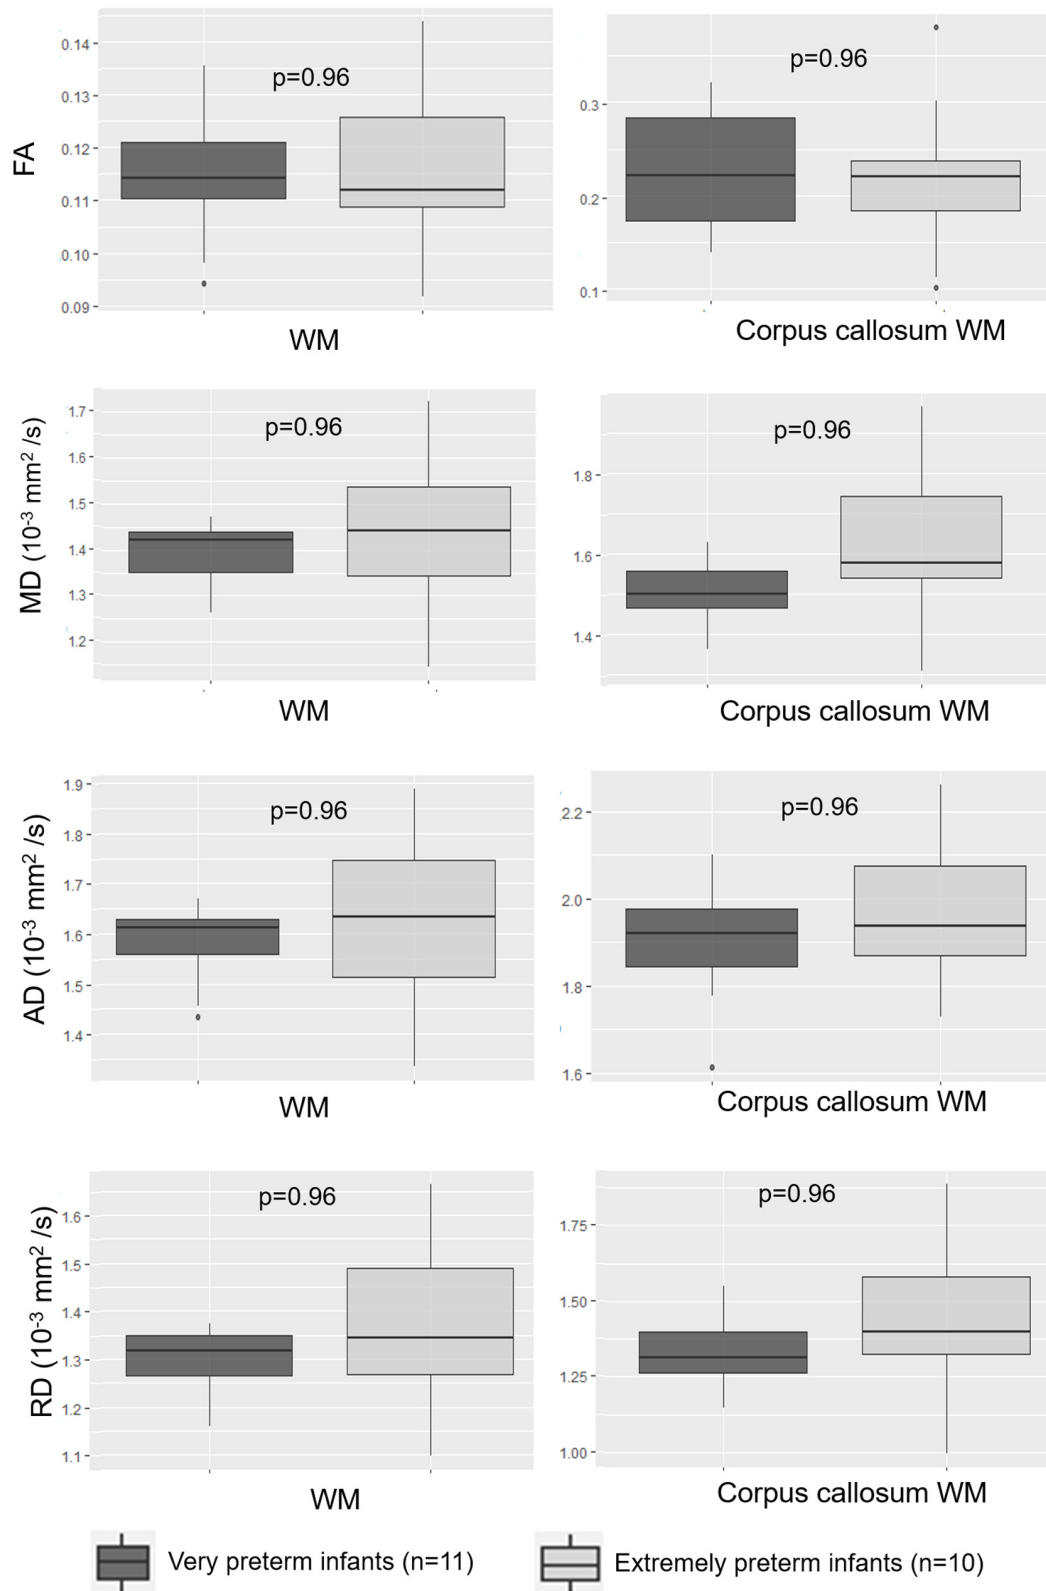 FA
p=0.96
0.14
0.13
0.12
0.11
0.10
0.09
WM
p=0.96
0.3
0.2
0.1
Corpus callosum WM
MD (10-3 mm2 /s)
p=0.96
1.7
1.6
1.5
1.4
1.3
1.2
WM
p=0.96
1.8
1.6
1.4
Corpus callosum WM
AD (10-3 mm2 /s)
p=0.96
1.9
1.8
1.7
1.6
1.5
1.4
WM
p=0.96
2.2
2.0
1.8
1.6
Corpus callosum WM
RD (10-3 mm2 /s)
p=0.96
1.6
1.5
1.4
1.3
1.2
1.1
WM
p=0.96
1.75
1.50
1.25
1.00
Corpus callosum WM
Very preterm infants (n=11)
Extremely preterm infants (n=10)